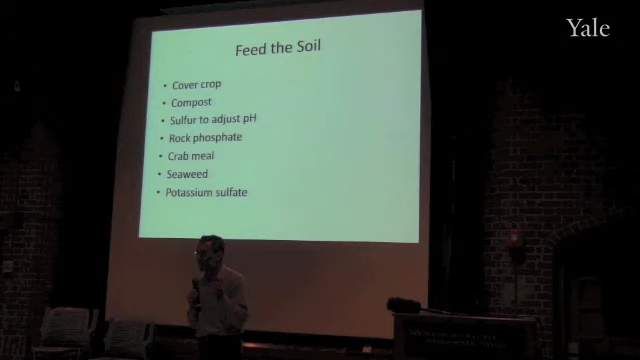 Yale
Feed the Soil
• Cover crop
• Compost
• Sulfur to adjust pH
• Rock phosphate
• Crab meal
• Seaweed
• Potassium sulfate